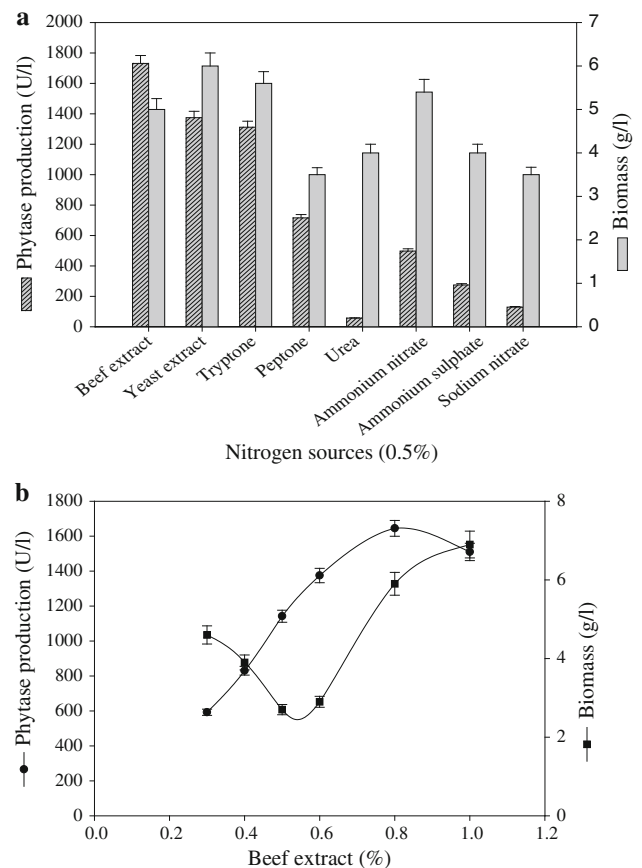 a
2000
1800
1600
1400
1200
1000
800
600
400
200
0
Phytase production (U/l)
7
6
5
4
3
2
1
0
Biomass (g/l)
Beef extract
Yeast extract
Tryptone
Peptone
Urea
Ammonium nitrate
Ammonium sulphate
Sodium nitrate
Nitrogen sources (0.5%)
b
1800
1600
1400
1200
1000
800
600
400
200
0
Phytase production (U/l)
8
6
4
2
0
Biomass (g/l)
0.0 0.2 0.4 0.6 0.8 1.0 1.2
Beef extract (%)